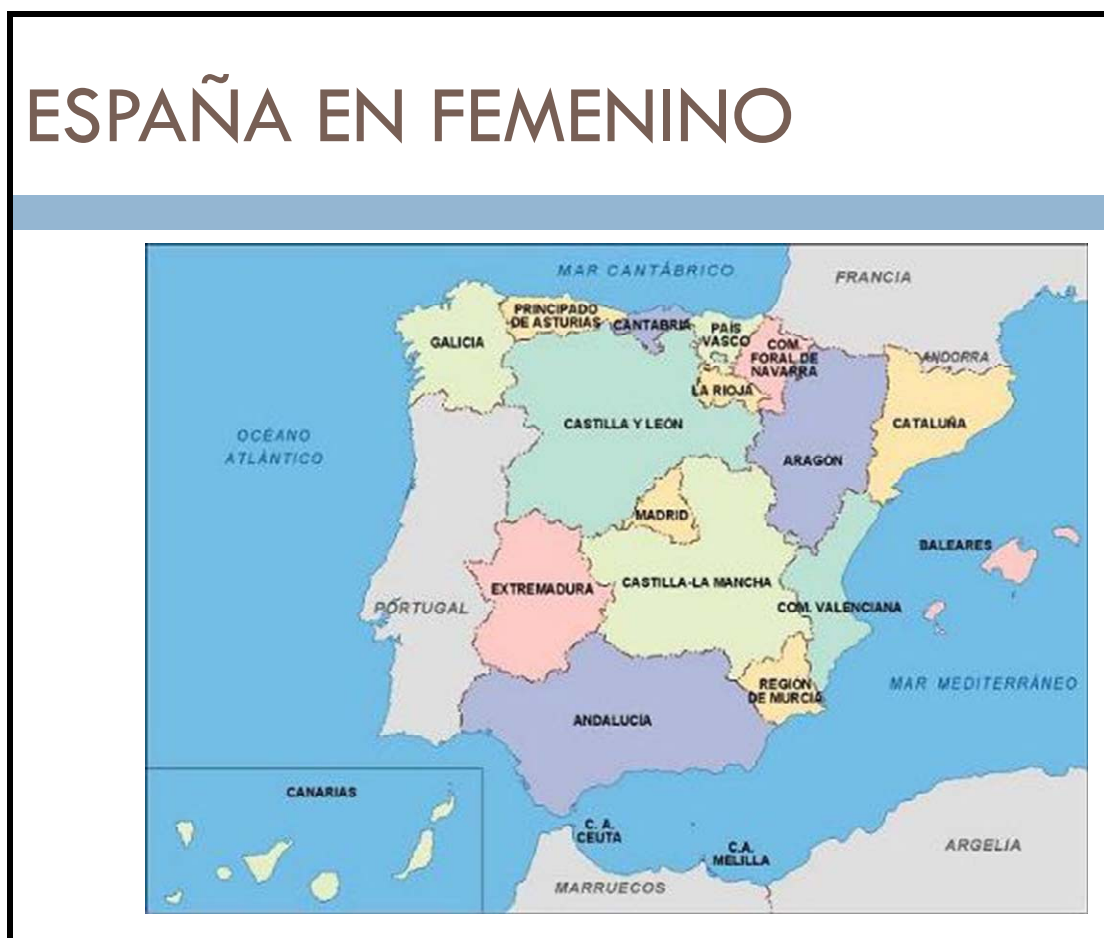 ESPAÑA EN FEMENINO
MAR CANTÁBRICO
FRANCIA
PRINCIPADO
DE ASTURIAS
CANTABRIA
PAÍS
VASCO
GALICIA
COM.
FORAL DE
NAVARRA
ANDORRA
LA RIOJA
CASTILLA Y LEÓN
CATALUÑA
OCÉANO
ATLÁNTICO
ARAGÓN
MADRID
BALEARES
EXTREMADURA
CASTILLA-LA MANCHA
PORTUGAL
COM. VALENCIANA
REGIÓN
DE MURCIA
MAR MEDITERRÁNEO
ANDALUCÍA
CANARIAS
C. A.
CEUTA
C.A.
MELILLA
ARGELIA
MARRUECOS